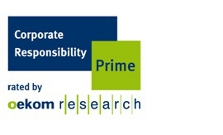 Corporate
Responsibility
Prime
rated by
oekom research